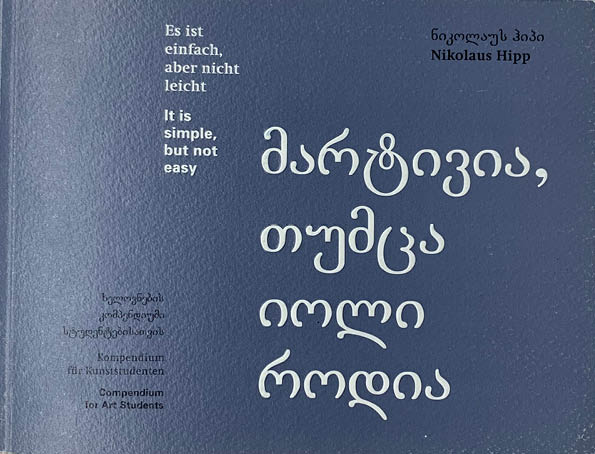 Es ist
einfach,
aber nicht
leicht
It is
simple,
but not
easy
ნიკოლაუს ჰიპი
Nikolaus Hipp
მარტივია,
თუმცა
იოლი
როდია
ხელოვნების
კომპენდიუმი
სტუდენტებისათვის
Kompendium
für Kunststudenten
Compendium
for Art Students